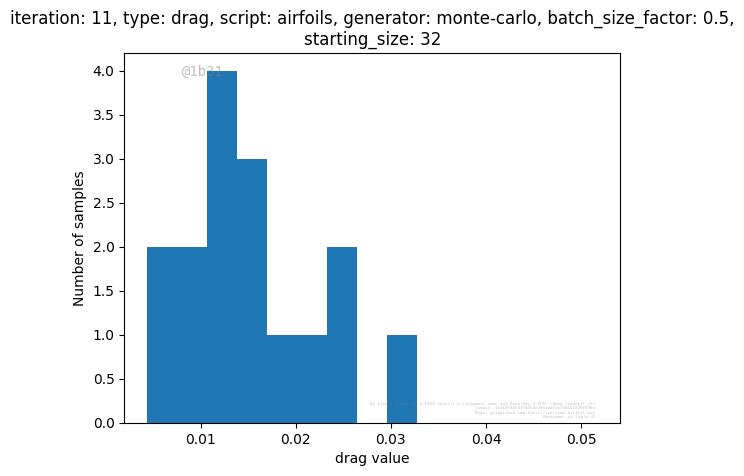 iteration: 11, type: drag, script: airfoils, generator: monte-carlo, batch_size_factor: 0.5,
starting_size: 32
@1b31
4.0
3.5
3.0
2.5
2.0
1.5
1.0
0.5
0.0
Number of samples
0.01
0.02
0.03
0.04
0.05
drag value